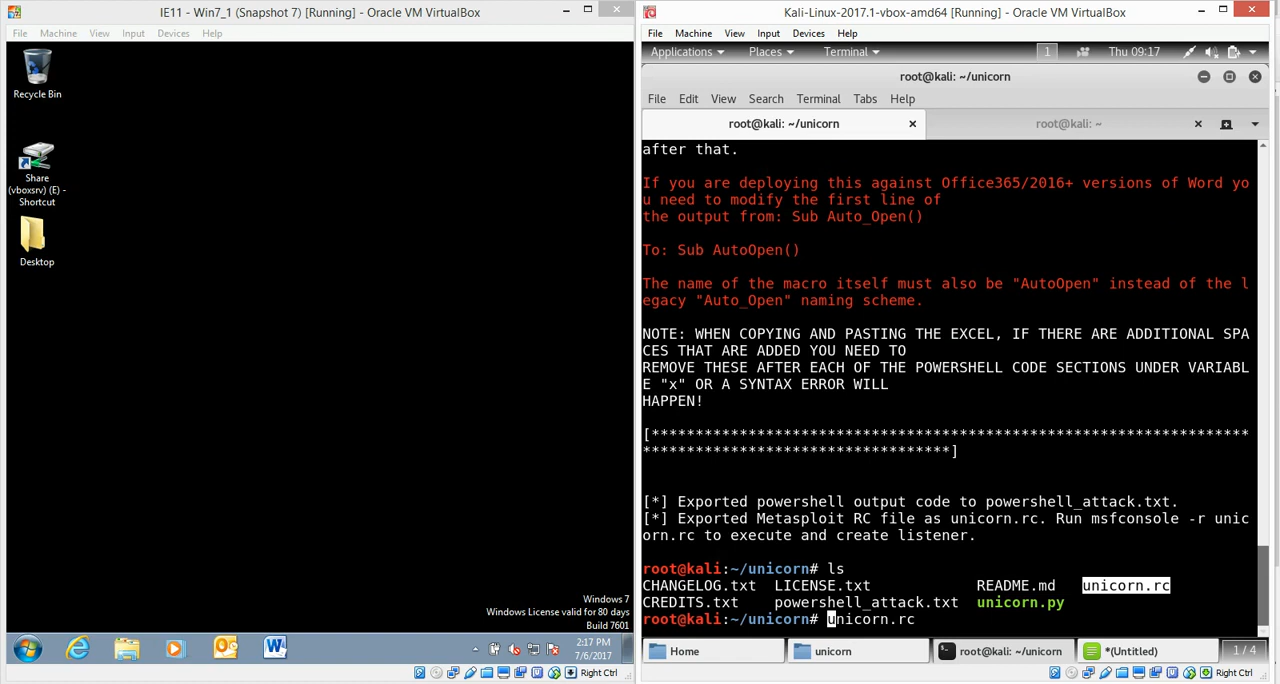 IE11 - Win7_1 (Snapshot 7) [Running] - Oracle VM VirtualBox
File Machine View Input Devices Help
Recycle Bin
Share
(vboxsrv) (E) -
Shortcut
Desktop
Windows 7
Windows License valid for 80 days
Build 7601
2:17 PM
7/6/2017
Right Ctrl
Kali-Linux-2017.1-vbox-amd64 [Running] - Oracle VM VirtualBox
File Machine View Input Devices Help
Applications Places Terminal 1 Thu 09:17
root@kali: ~/unicorn
File Edit View Search Terminal Tabs Help
root@kali: ~/unicorn root@kali: ~
after that.
If you are deploying this against Office365/2016+ versions of Word yo
u need to modify the first line of
the output from: Sub Auto_Open()
To: Sub AutoOpen()
The name of the macro itself must also be "AutoOpen" instead of the l
egacy "Auto_Open" naming scheme.
NOTE: WHEN COPYING AND PASTING THE EXCEL, IF THERE ARE ADDITIONAL SPA
CES THAT ARE ADDED YOU NEED TO
REMOVE THESE AFTER EACH OF THE POWERSHELL CODE SECTIONS UNDER VARIABL
E "x" OR A SYNTAX ERROR WILL
HAPPEN!
[********************************************************************
***********************************]
[*] Exported powershell output code to powershell_attack.txt.
[*] Exported Metasploit RC file as unicorn.rc. Run msfconsole -r unic
orn.rc to execute and create listener.
root@kali:~/unicorn# ls
CHANGELOG.txt LICENSE.txt README.md unicorn.rc
CREDITS.txt powershell_attack.txt unicorn.py
root@kali:~/unicorn# unicorn.rc
Home unicorn root@kali: ~/unicorn *(Untitled) 1 / 4
Right Ctrl